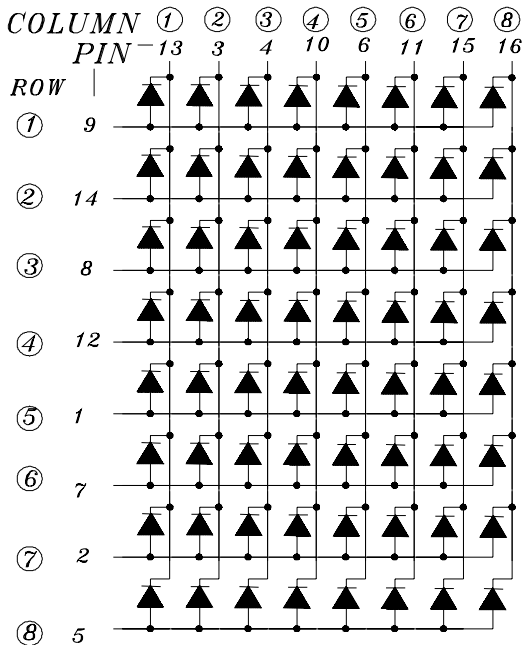 COLUMN ① ② ③ ④ ⑤ ⑥ ⑦ ⑧
PIN 13 3 4 10 6 11 15 16
ROW
① 9
② 14
③ 8
④ 12
⑤ 1
⑥ 7
⑦ 2
⑧ 5